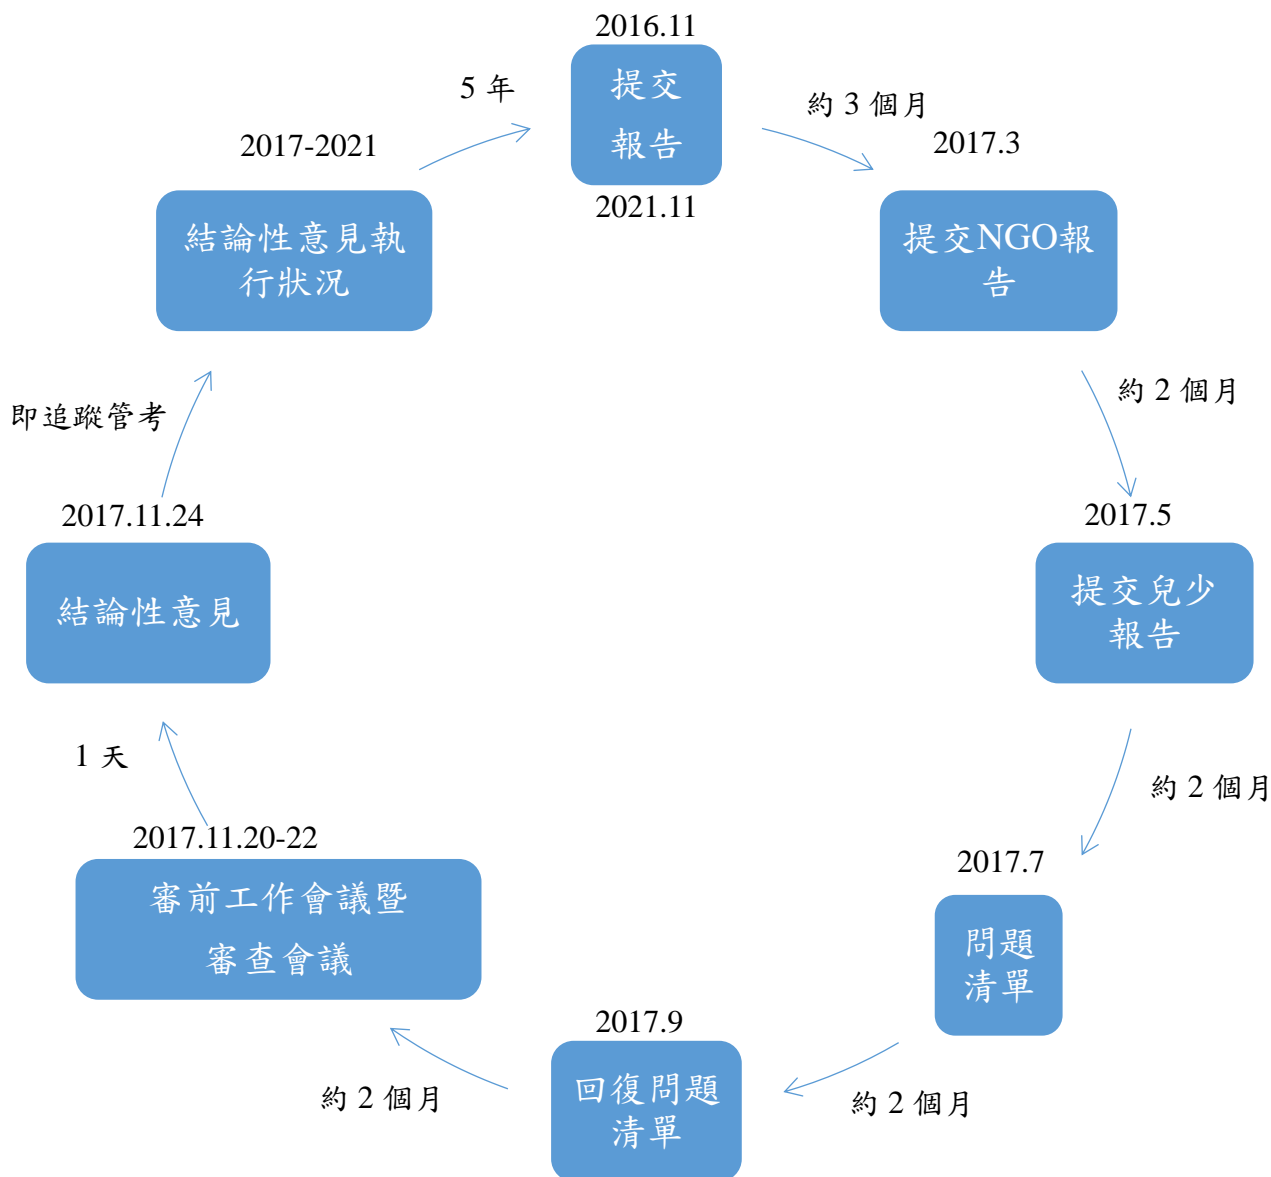 2016.11
提交
報告
2021.11
約 3 個月
2017.3
提交NGO報
告
約 2 個月
2017.5
提交兒少
報告
約 2 個月
2017.7
問題
清單
約 2 個月
2017.9
回復問題
清單
約 2 個月
2017.11.20-22
審前工作會議暨
審查會議
1 天
2017.11.24
結論性意見
即追蹤管考
2017-2021
結論性意見執
行狀況
5 年